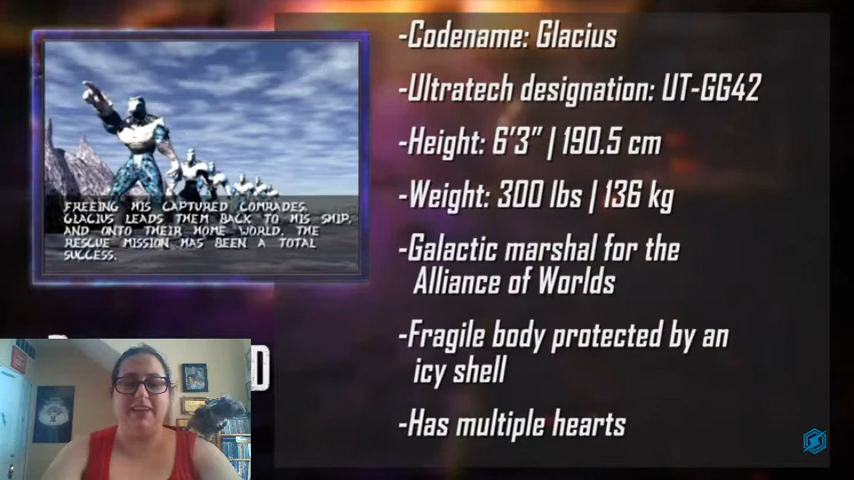 -Codename: Glacius
-Ultratech designation: UT-GG42
-Height: 6'3" | 190.5 cm
-Weight: 300 lbs | 136 kg
-Galactic marshal for the
Alliance of Worlds
-Fragile body protected by an
icy shell
-Has multiple hearts
FREEING HIS CAPTURED COMRADES,
GLACIUS LEADS THEM BACK TO HIS SHIP,
AND ONTO THEIR HOME WORLD. THE
RESCUE MISSION HAS BEEN A TOTAL
SUCCESS.